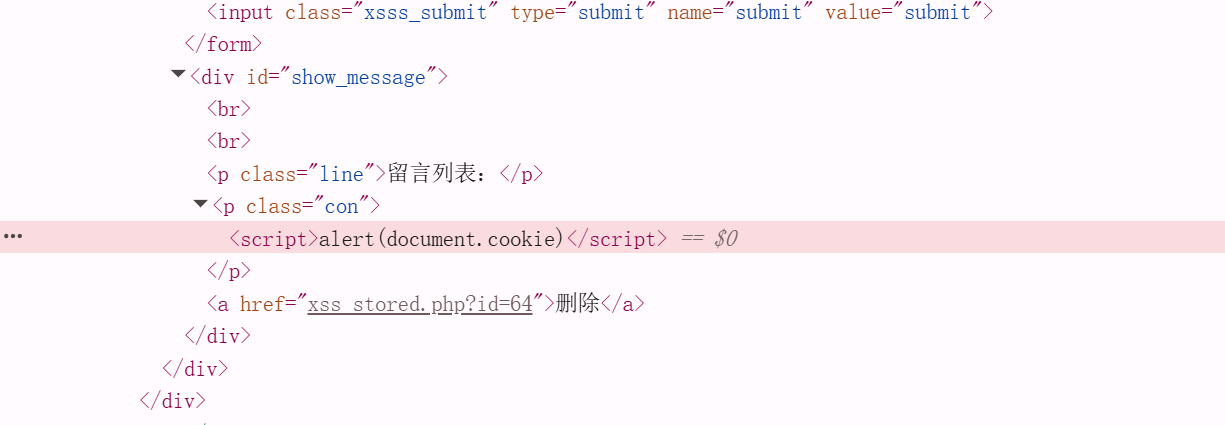 <input class="xsss_submit" type="submit" name="submit" value="submit">
</form>
<div id="show_message">
<br>
<br>
<p class="line">留言列表：</p>
<p class="con">
<script>alert(document.cookie)</script> == $0
</p>
<a href="xss_stored.php?id=64">删除</a>
</div>
</div>
</div>